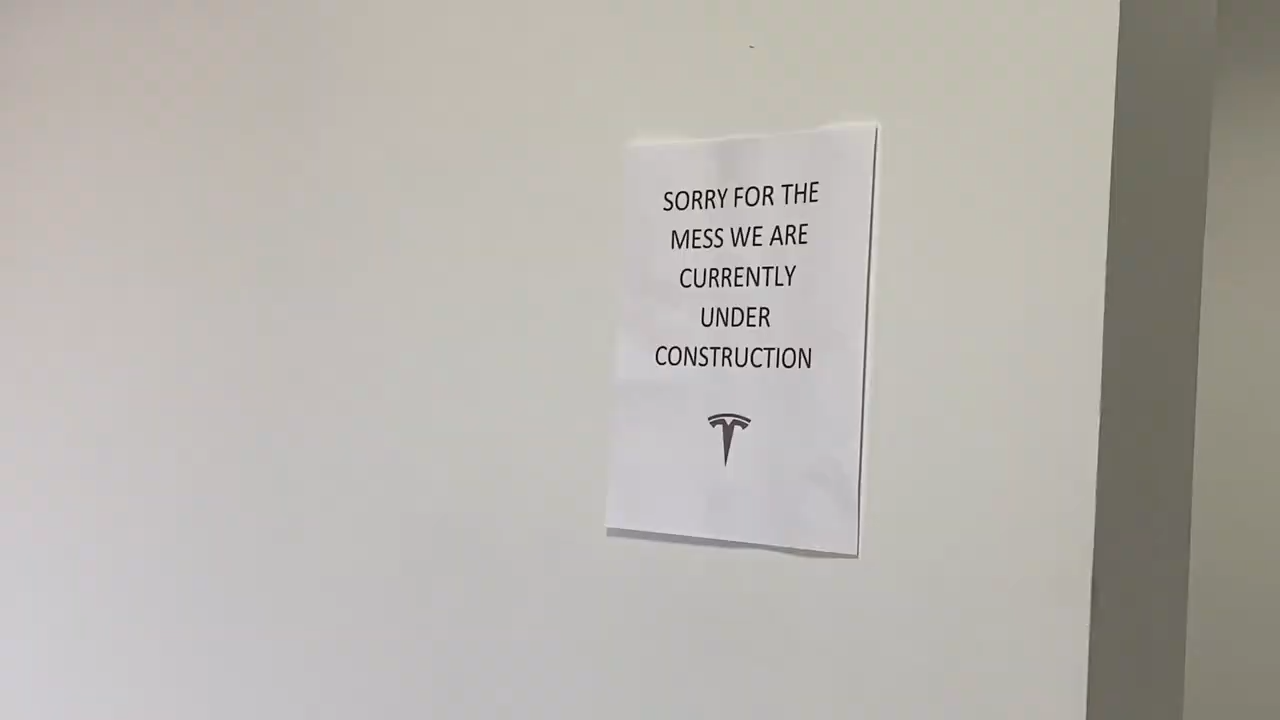 SORRY FOR THE
MESS WE ARE
CURRENTLY
UNDER
CONSTRUCTION